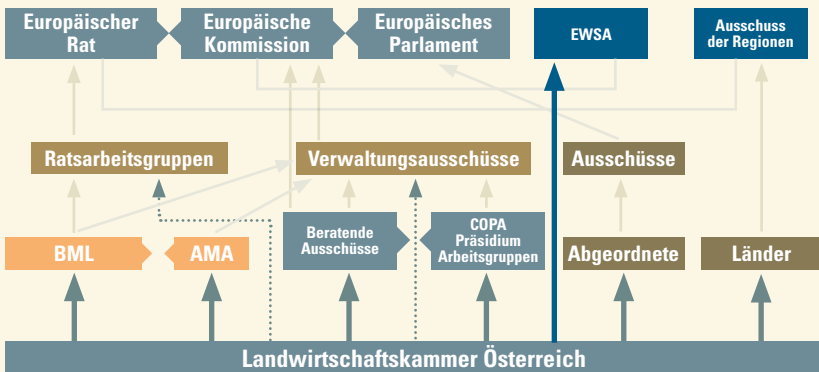 Europäischer
Rat
Europäische
Kommission
Europäisches
Parlament
EWSA
Ausschuss
der Regionen
Ratsarbeitsgruppen
Verwaltungsausschüsse
Ausschüsse
BML
AMA
Beratende
Ausschüsse
COPA
Präsidium
Arbeitsgruppen
Abgeordnete
Länder
Landwirtschaftskammer Österreich